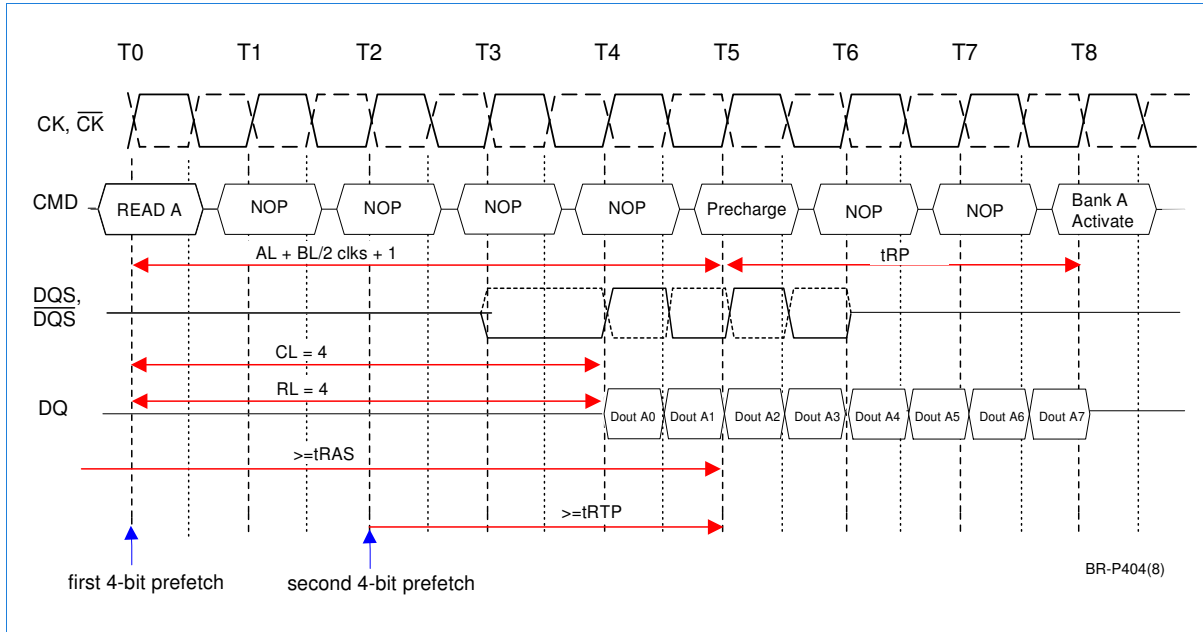 T0 T1 T2 T3 T4 T5 T6 T7 T8
CK, CK
CMD READ A NOP NOP NOP NOP Precharge NOP NOP Bank A
Activate
AL + BL/2 clks + 1 tRP
DQS,
DQS
CL = 4
RL = 4
DQ Dout A0 Dout A1 Dout A2 Dout A3 Dout A4 Dout A5 Dout A6 Dout A7
>=tRAS
>=tRTP
first 4-bit prefetch second 4-bit prefetch
BR-P404(8)